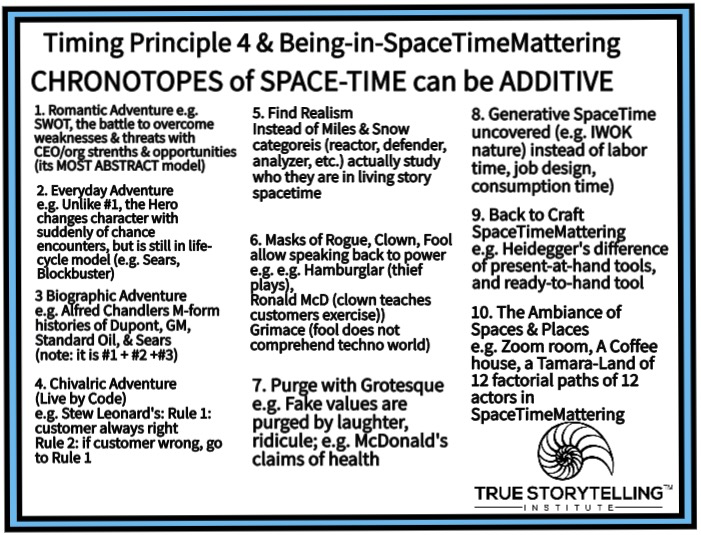 Timing Principle 4 & Being-in-SpaceTimeMattering
CHRONOTOPES of SPACE-TIME can be ADDITIVE
1. Romantic Adventure e.g.
SWOT, the battle to overcome
weaknesses & threats with
CEO/org strenths & opportunities
(its MOST ABSTRACT model)
2. Everyday Adventure
e.g. Unlike #1, the Hero
changes character with
suddenly of chance
encounters, but is still in life-
cycle model (e.g. Sears,
Blockbuster)
3 Biographic Adventure
e.g. Alfred Chandlers M-form
histories of Dupont, GM,
Standard Oil, & Sears
(note: it is #1 + #2 +#3)
4. Chivalric Adventure
(Live by Code)
e.g. Stew Leonard's: Rule 1:
customer always right
Rule 2: if customer wrong, go
to Rule 1
5. Find Realism
Instead of Miles & Snow
categoreis (reactor, defender,
analyzer, etc.) actually study
who they are in living story
spacetime
6. Masks of Rogue, Clown, Fool
allow speaking back to power
e.g. e.g. Hamburglar (thief
plays),
Ronald McD (clown teaches
customers exercise))
Grimace (fool does not
comprehend techno world)
7. Purge with Grotesque
e.g. Fake values are
purged by laughter,
ridicule; e.g. McDonald's
claims of health
8. Generative SpaceTime
uncovered (e.g. IWOK
nature) instead of labor
time, job design,
consumption time)
9. Back to Craft
SpaceTimeMattering
e.g. Heidegger's difference
of present-at-hand tools,
and ready-to-hand tool
10. The Ambiance of
Spaces & Places
e.g. Zoom room, A Coffee
house, a Tamara-Land of
12 factorial paths of 12
actors in
SpaceTimeMattering
TRUE STORYTELLING™
INSTITUTE